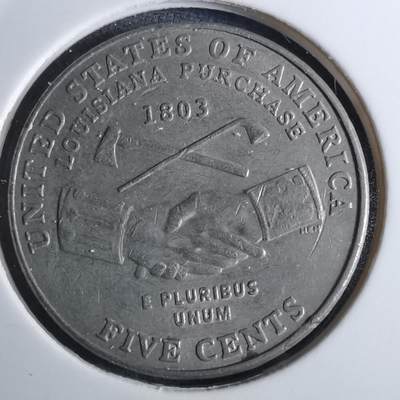 UNITED STATES OF AMERICA
LOUISIANA PURCHASE
1803
E PLURIBUS
UNUM
FIVE CENTS